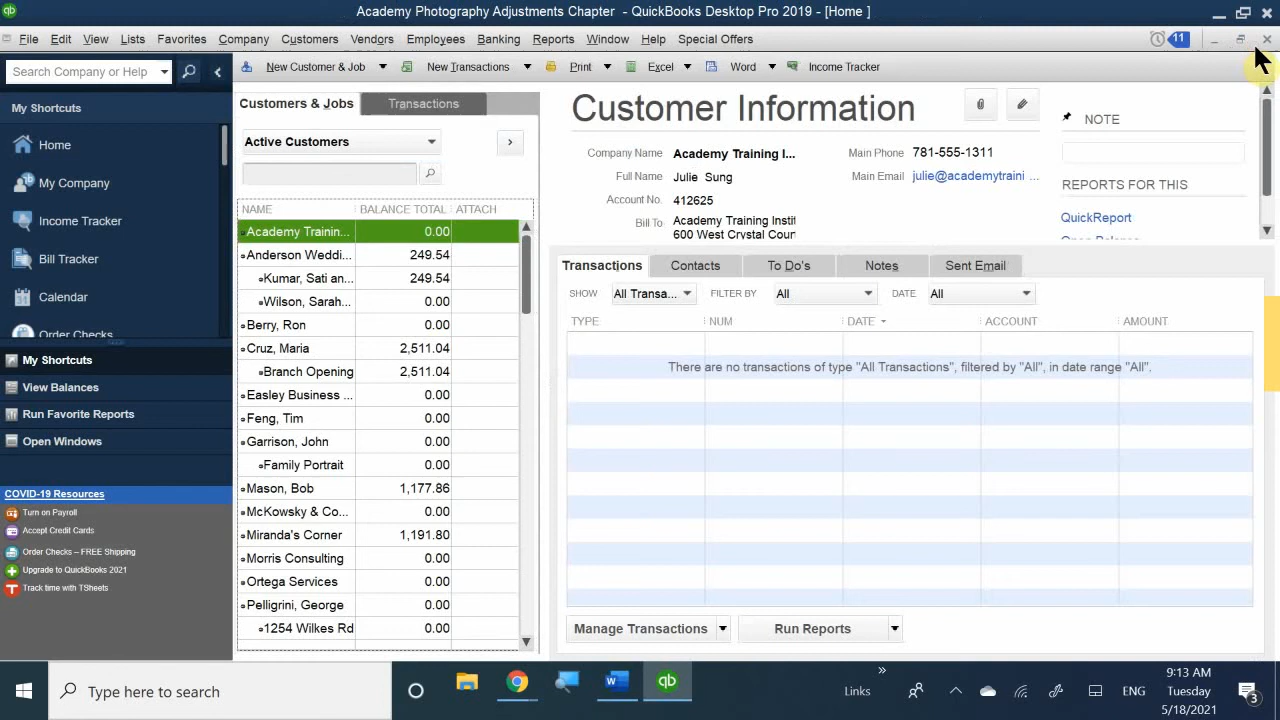 Academy Photography Adjustments Chapter - QuickBooks Desktop Pro 2019 - [Home ]
File Edit View Lists Favorites Company Customers Vendors Employees Banking Reports Window Help Special Offers 11
Search Company or Help
New Customer & Job New Transactions Print Excel Word Income Tracker
My Shortcuts
Home
My Company
Income Tracker
Bill Tracker
Calendar
Order Checks
My Shortcuts
View Balances
Run Favorite Reports
Open Windows
COVID-19 Resources
Turn on Payroll
Accept Credit Cards
Order Checks – FREE Shipping
Upgrade to QuickBooks 2021
Track time with TSheets
Customers & Jobs Transactions
Active Customers
NAME BALANCE TOTAL ATTACH
Academy Trainin... 0.00
Anderson Weddi... 249.54
Kumar, Sati an... 249.54
Wilson, Sarah... 0.00
Berry, Ron 0.00
Cruz, Maria 2,511.04
Branch Opening 2,511.04
Easley Business ... 0.00
Feng, Tim 0.00
Garrison, John 0.00
Family Portrait 0.00
Mason, Bob 1,177.86
McKowsky & Co... 0.00
Miranda's Corner 1,191.80
Morris Consulting 0.00
Ortega Services 0.00
Pelligrini, George 0.00
1254 Wilkes Rd 0.00
Customer Information
Company Name Academy Training I... Main Phone 781-555-1311
Full Name Julie Sung Main Email julie@academytraini ...
Account No. 412625
Bill To Academy Training Instit
600 West Crystal Cour
NOTE
REPORTS FOR THIS
QuickReport
Open Balance
Transactions Contacts To Do's Notes Sent Email
SHOW All Transa... FILTER BY All DATE All
TYPE NUM DATE ACCOUNT AMOUNT
There are no transactions of type "All Transactions", filtered by "All", in date range "All".
Manage Transactions Run Reports
Type here to search
Links
ENG
9:13 AM
Tuesday
5/18/2021
3